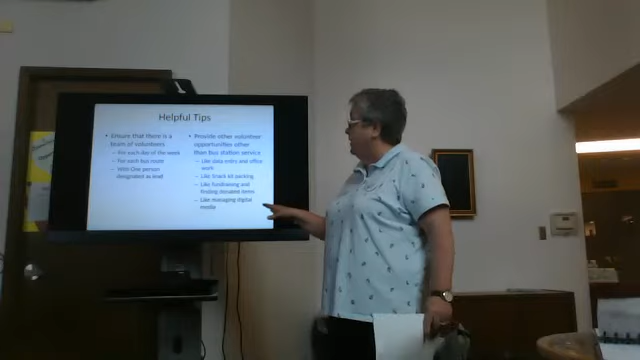 Helpful Tips
• Ensure that there is a
team of volunteers
– For each day of the week
– For each bus route
– With One person
designated as lead
• Provide other volunteer
opportunities other
than bus station service
– Like data entry and office
work
– Like Snack kit packing
– Like fundraising and
finding donated items
– Like managing digital
media